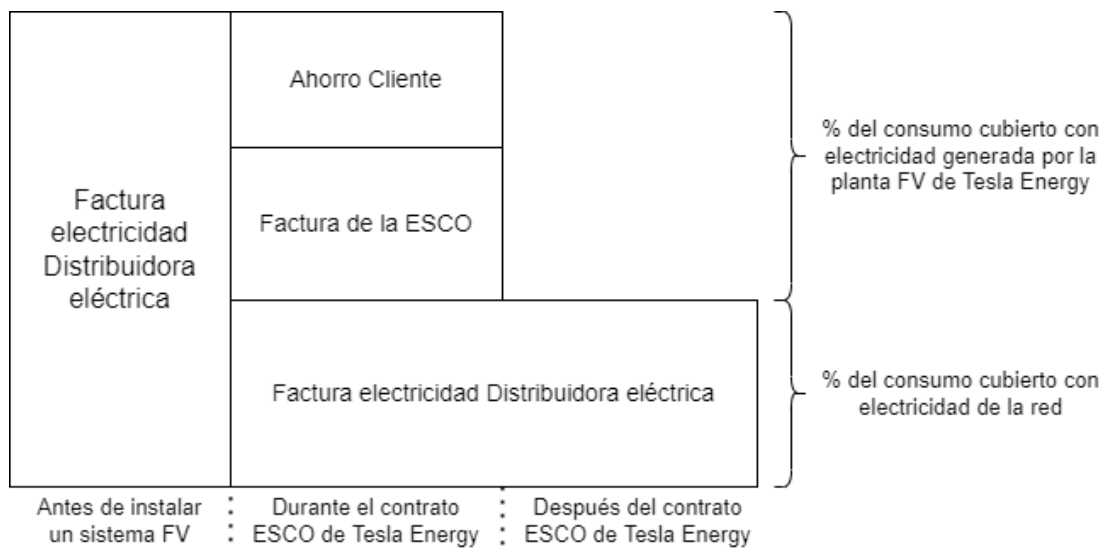 Ahorro Cliente
Factura
electricidad
Distribuidora
eléctrica
Factura de la ESCO
% del consumo cubierto con
electricidad generada por la
planta FV de Tesla Energy
Factura electricidad Distribuidora eléctrica
% del consumo cubierto con
electricidad de la red
Antes de instalar
un sistema FV
Durante el contrato
ESCO de Tesla Energy
Después del contrato
ESCO de Tesla Energy